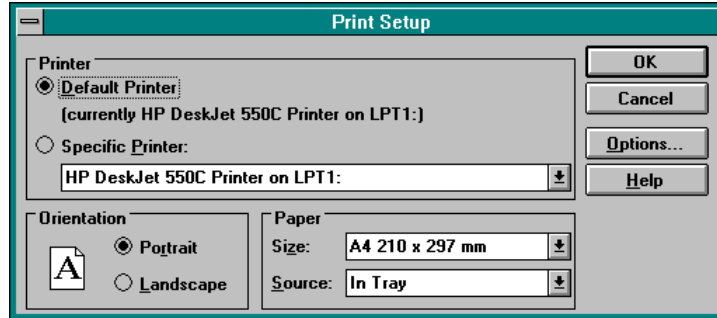 Print Setup
Printer
Default Printer
(currently HP DeskJet 550C Printer on LPT1:)
Specific Printer:
HP DeskJet 550C Printer on LPT1:
OK
Cancel
Options...
Help
Orientation
A
Portrait
Landscape
Paper
Size: A4 210 x 297 mm
Source: In Tray